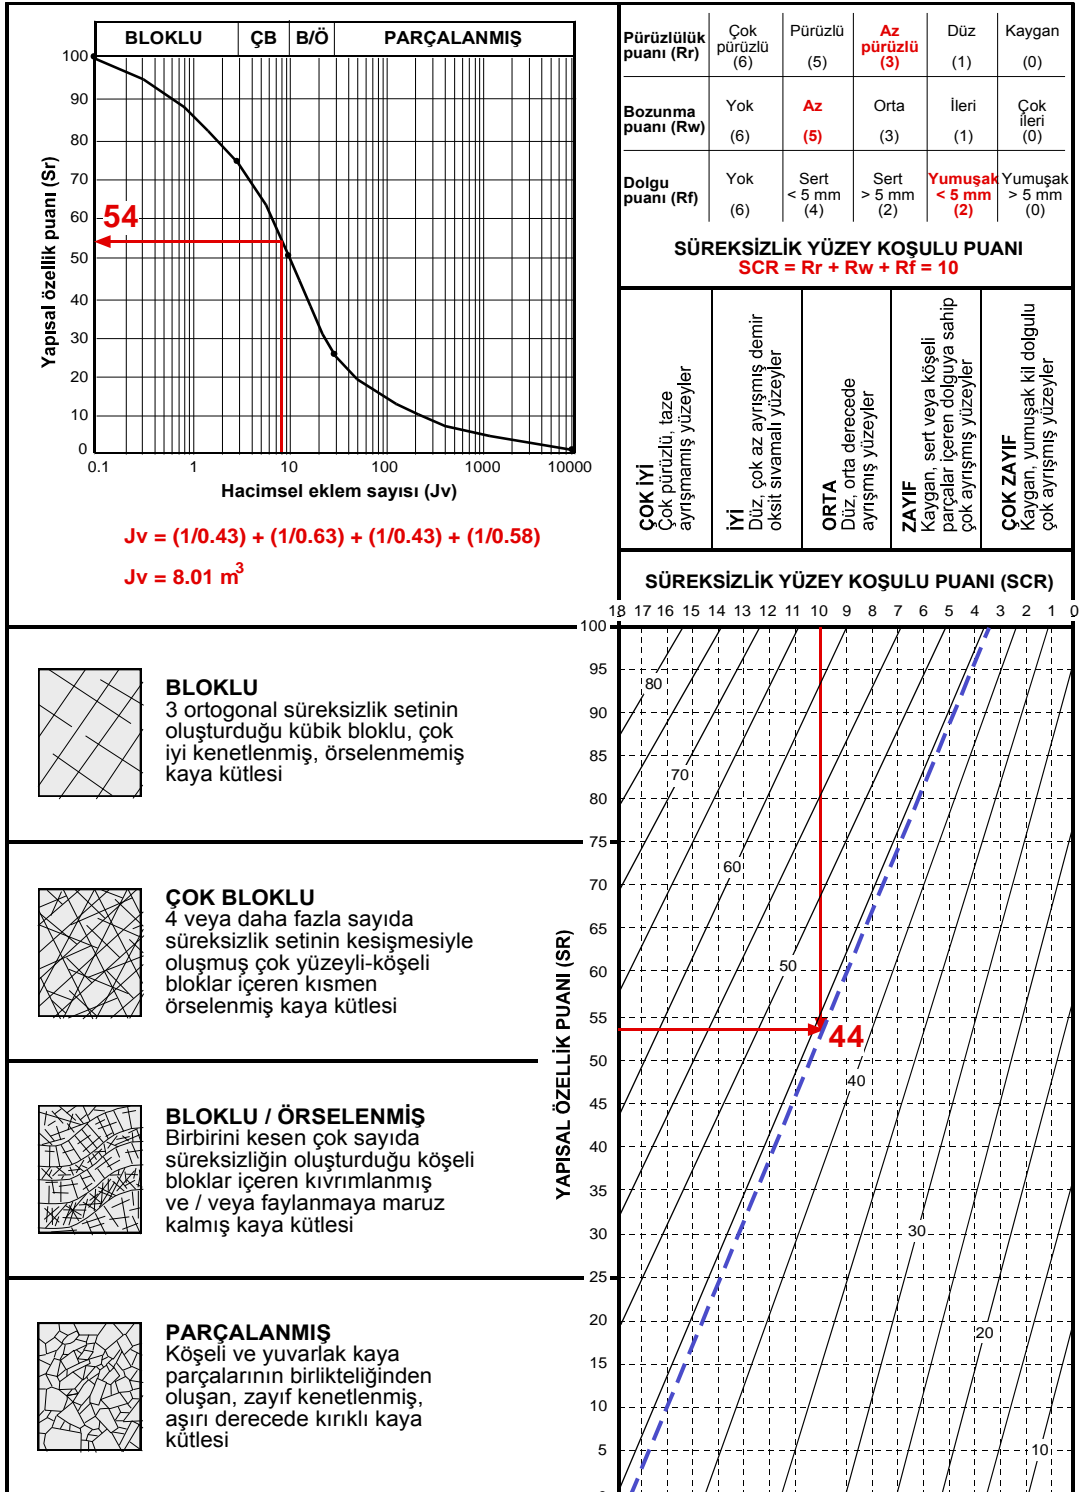 BLOKLU ÇB B/Ö PARÇALANMIŞ
100
90
80
70
60
50
40
30
20
10
0
Yapısal özellik puanı (Sr)
54
0.1 1 10 100 1000 10000
Hacimsel eklem sayısı (Jv)
Jv = (1/0.43) + (1/0.63) + (1/0.43) + (1/0.58)
Jv = 8.01 m³
Pürüzlülük puanı (Rr)
Çok pürüzlü (6)
Pürüzlü (5)
Az pürüzlü (3)
Düz (1)
Kaygan (0)
Bozunma puanı (Rw)
Yok (6)
Az (5)
Orta (3)
İleri (1)
Çok ileri (0)
Dolgu puanı (Rf)
Yok (6)
Sert < 5 mm (4)
Sert > 5 mm (2)
Yumuşak < 5 mm (2)
Yumuşak > 5 mm (0)
SÜREKSİZLİK YÜZEY KOŞULU PUANI
SCR = Rr + Rw + Rf = 10
ÇOK İYİ
Çok pürüzlü, taze
ayrışmamış yüzeyler
İYİ
Düz, çok az ayrışmış demir
oksit sıvamalı yüzeyler
ORTA
Düz, orta derecede
ayrışmış yüzeyler
ZAYIF
Kaygan, sert veya köşeli
parçalar içeren dolguya sahip
çok ayrışmış yüzeyler
ÇOK ZAYIF
Kaygan, yumuşak kil dolgulu
çok ayrışmış yüzeyler
SÜREKSİZLİK YÜZEY KOŞULU PUANI (SCR)
18 17 16 15 14 13 12 11 10 9 8 7 6 5 4 3 2 1 0
BLOKLU
3 ortogonal süreksizlik setinin
oluşturduğu kübik bloklu, çok
iyi kenetlenmiş, örselenmemiş
kaya kütlesi
ÇOK BLOKLU
4 veya daha fazla sayıda
süreksizlik setinin kesişmesiyle
oluşmuş çok yüzeyli-köşeli
bloklar içeren kısmen
örselenmiş kaya kütlesi
BLOKLU / ÖRSELENMİŞ
Birbirini kesen çok sayıda
süreksizliğin oluşturduğu köşeli
bloklar içeren kıvrımlanmış
ve / veya faylanmaya maruz
kalmış kaya kütlesi
PARÇALANMIŞ
Köşeli ve yuvarlak kaya
parçalarının birlikteliğinden
oluşan, zayıf kenetlenmiş,
aşırı derecede kırıklı kaya
kütlesi
YAPISAL ÖZELLİK PUANI (SR)
100
95
90
85
80
75
70
65
60
55
50
45
40
35
30
25
20
15
10
5
80
70
60
50
44
40
30
20
10